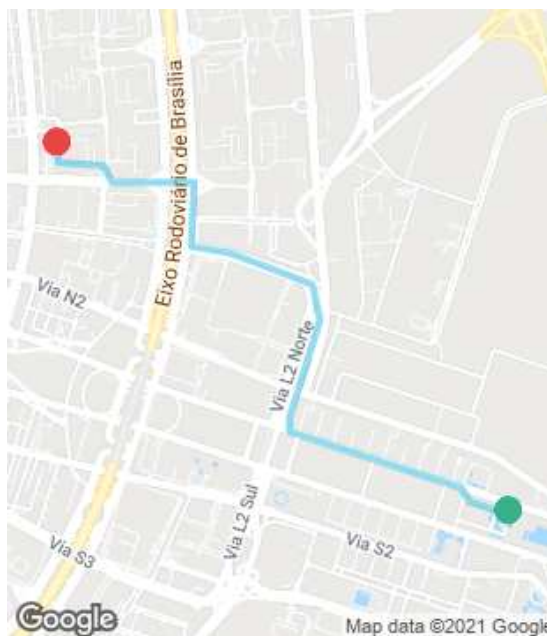 Eixo Rodoviário de Brasília
Via N2
Via L2 Norte
Via L2 Sul
Via S2
Via S3
Google
Map data ©2021 Google